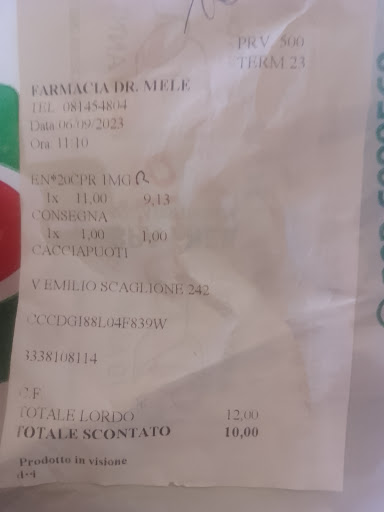 PRV. 500
TERM 23
FARMACIA DR. MELE
TEL. 081454804
Data:06/09/2023
Ora: 11:10
EN*20CPR 1MG
1x 11,00 9,13
CONSEGNA
1x 1,00 1,00
CACCIAPUOTI
V.EMILIO SCAGLIONE 242
CCCDGI88L04F839W
3338108114
C.F.
TOTALE LORDO 12,00
TOTALE SCONTATO 10,00
Prodotto in visione